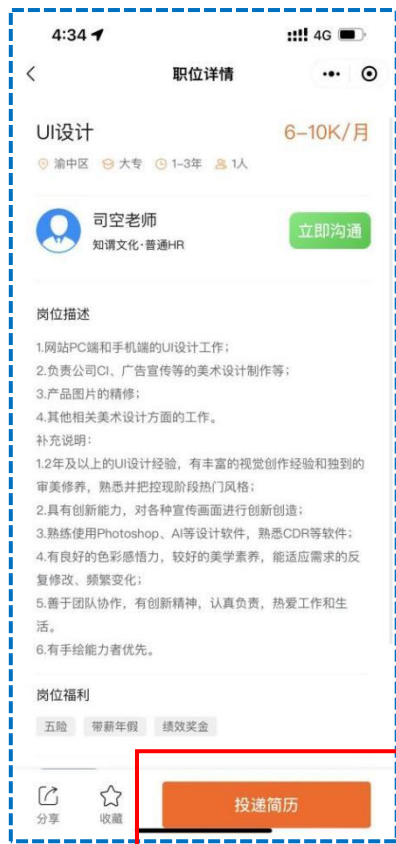 4:34
4G
职位详情
UI设计
6-10K/月
渝中区 大专 1-3年 1人
司空老师
知谓文化·普通HR
立即沟通
岗位描述
1.网站PC端和手机端的UI设计工作；
2.负责公司CI、广告宣传等的美术设计制作等；
3.产品图片的精修；
4.其他相关美术设计方面的工作。
补充说明：
1.2年及以上的UI设计经验，有丰富的视觉创作经验和独到的
审美修养，熟悉并把控现阶段热门风格；
2.具有创新能力，对各种宣传画面进行创新创造；
3.熟练使用Photoshop、AI等设计软件，熟悉CDR等软件；
4.有良好的色彩感悟力，较好的美学素养，能适应需求的反
复修改、频繁变化；
5.善于团队协作，有创新精神，认真负责，热爱工作和生
活。
6.有手绘能力者优先。
岗位福利
五险 带薪年假 绩效奖金
分享
收藏
投递简历